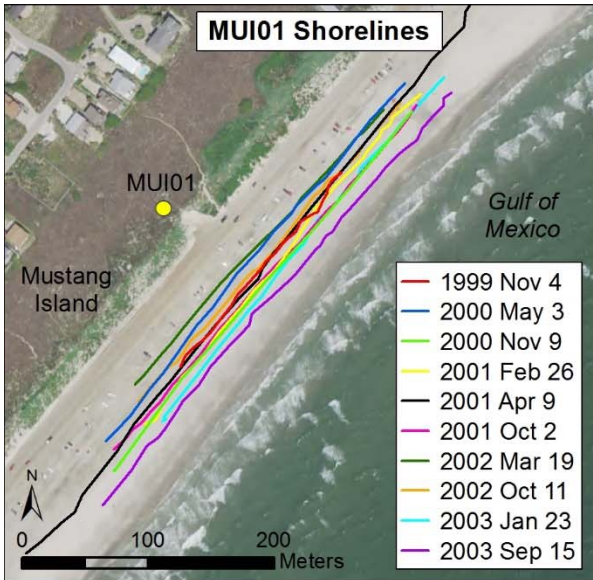 MUI01 Shorelines
MUI01
Gulf of
Mexico
Mustang
Island
1999 Nov 4
2000 May 3
2000 Nov 9
2001 Feb 26
2001 Apr 9
2001 Oct 2
2002 Mar 19
2002 Oct 11
2003 Jan 23
2003 Sep 15
N
0 100 200
Meters